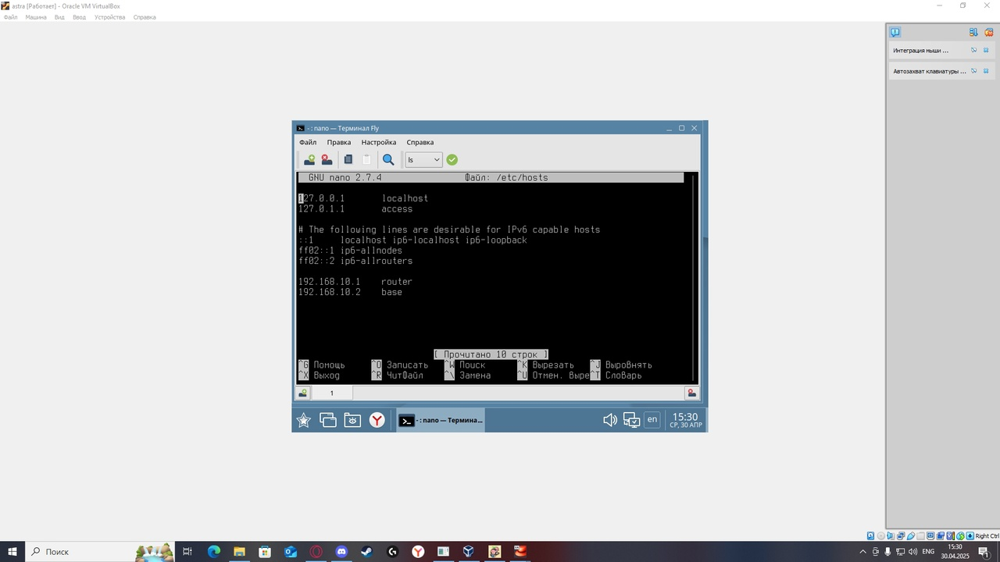 astra [Работает] - Oracle VM VirtualBox
Файл Машина Вид Ввод Устройства Справка
Интеграция мыши ...
Автозахват клавиатуры ...
- : nano — Терминал Fly
Файл Правка Настройка Справка
ls
GNU nano 2.7.4 Файл: /etc/hosts
127.0.0.1 localhost
127.0.1.1 access
# The following lines are desirable for IPv6 capable hosts
::1 localhost ip6-localhost ip6-loopback
ff02::1 ip6-allnodes
ff02::2 ip6-allrouters
192.168.10.1 router
192.168.10.2 base
[ Прочитано 10 строк ]
^G Помощь ^O Записать ^W Поиск ^K Вырезать ^J Выровнять
^X Выход ^R ЧитФайл ^\ Замена ^U Отмен. Выре ^T Словарь
1
- : nano — Термина...
en
15:30
СР, 30 АПР
Right Ctrl
Поиск
ENG
15:30
30.04.2025